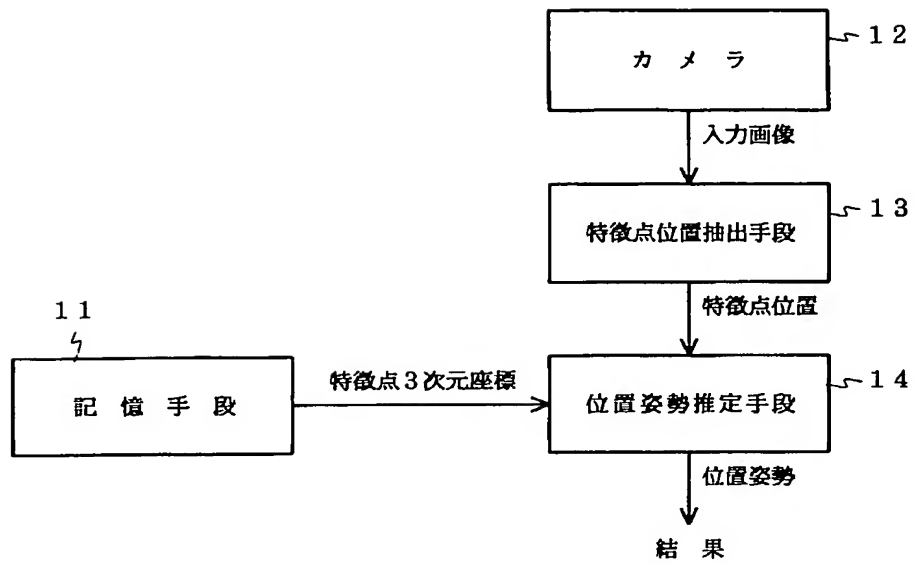 カメラ
12
入力画像
特徴点位置抽出手段
13
特徴点位置
11
記憶手段
特徴点3次元座標
位置姿勢推定手段
14
位置姿勢
結果